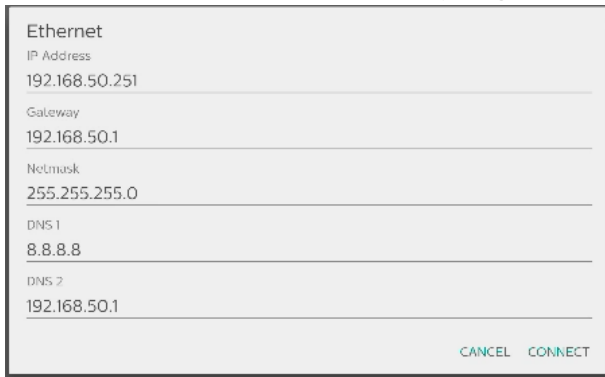 Ethernet
IP Address
192.168.50.251
Gateway
192.168.50.1
Netmask
255.255.255.0
DNS 1
8.8.8.8
DNS 2
192.168.50.1
CANCEL CONNECT